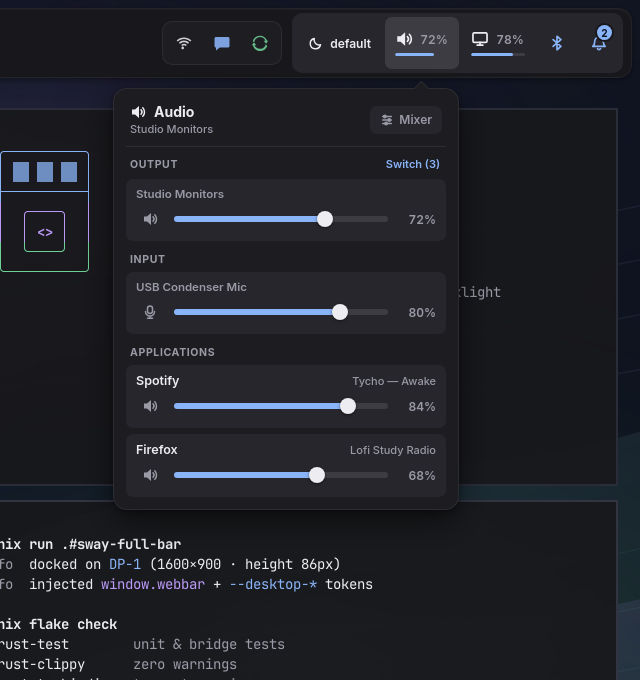 default
72%
78%
2
Audio
Studio Monitors
Mixer
OUTPUT
Switch (3)
Studio Monitors
72%
INPUT
USB Condenser Mic
80%
APPLICATIONS
Spotify
Tycho — Awake
84%
Firefox
Lofi Study Radio
68%
<>
light
nix run .#sway-full-bar
fo docked on DP-1 (1600×900 · height 86px)
fo injected window.webbar + --desktop-* tokens
nix flake check
rust-test unit & bridge tests
rust-clippy zero warnings